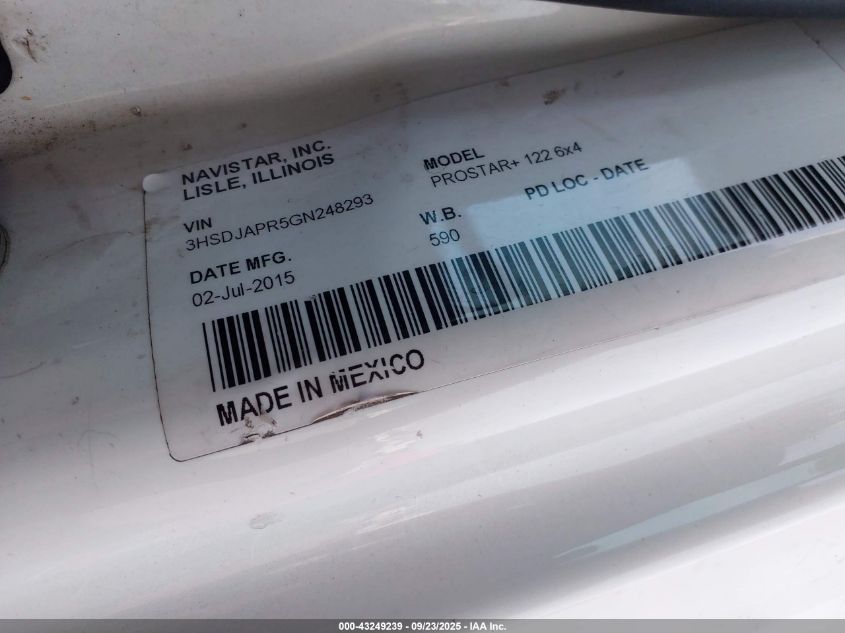 NAVISTAR, INC.
LISLE, ILLINOIS
VIN
3HSDJAPR5GN248293
DATE MFG.
02-Jul-2015
MODEL
PROSTAR+ 122 6x4
W.B.
590
PD LOC - DATE
MADE IN MEXICO
000-43249239 - 09/23/2025 - IAA Inc.